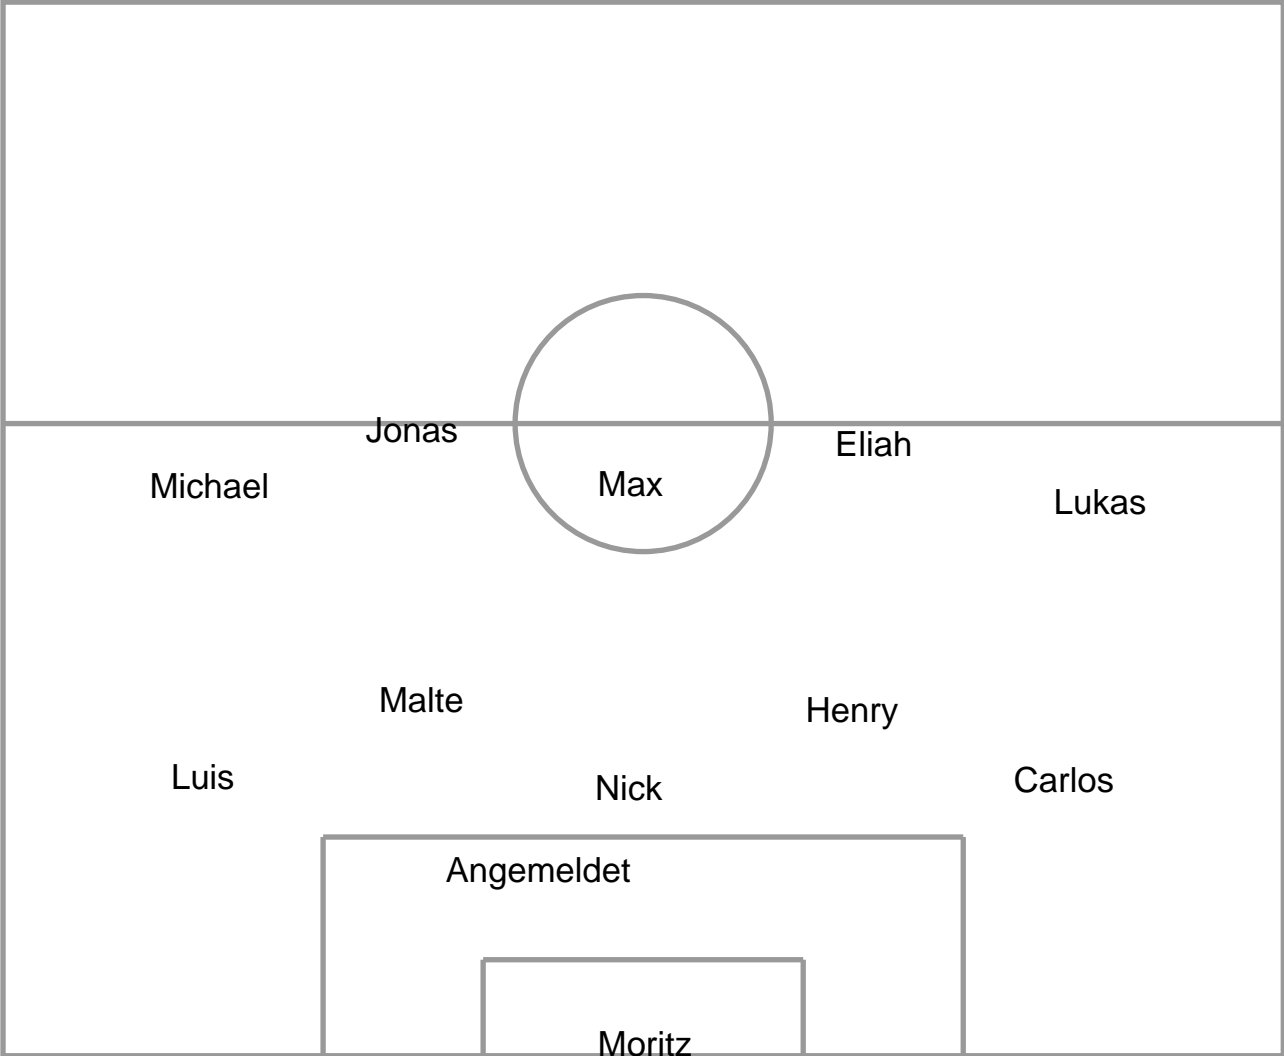 Jonas
Eliah
Michael
Max
Lukas
Malte
Henry
Luis
Nick
Carlos
Angemeldet
Moritz